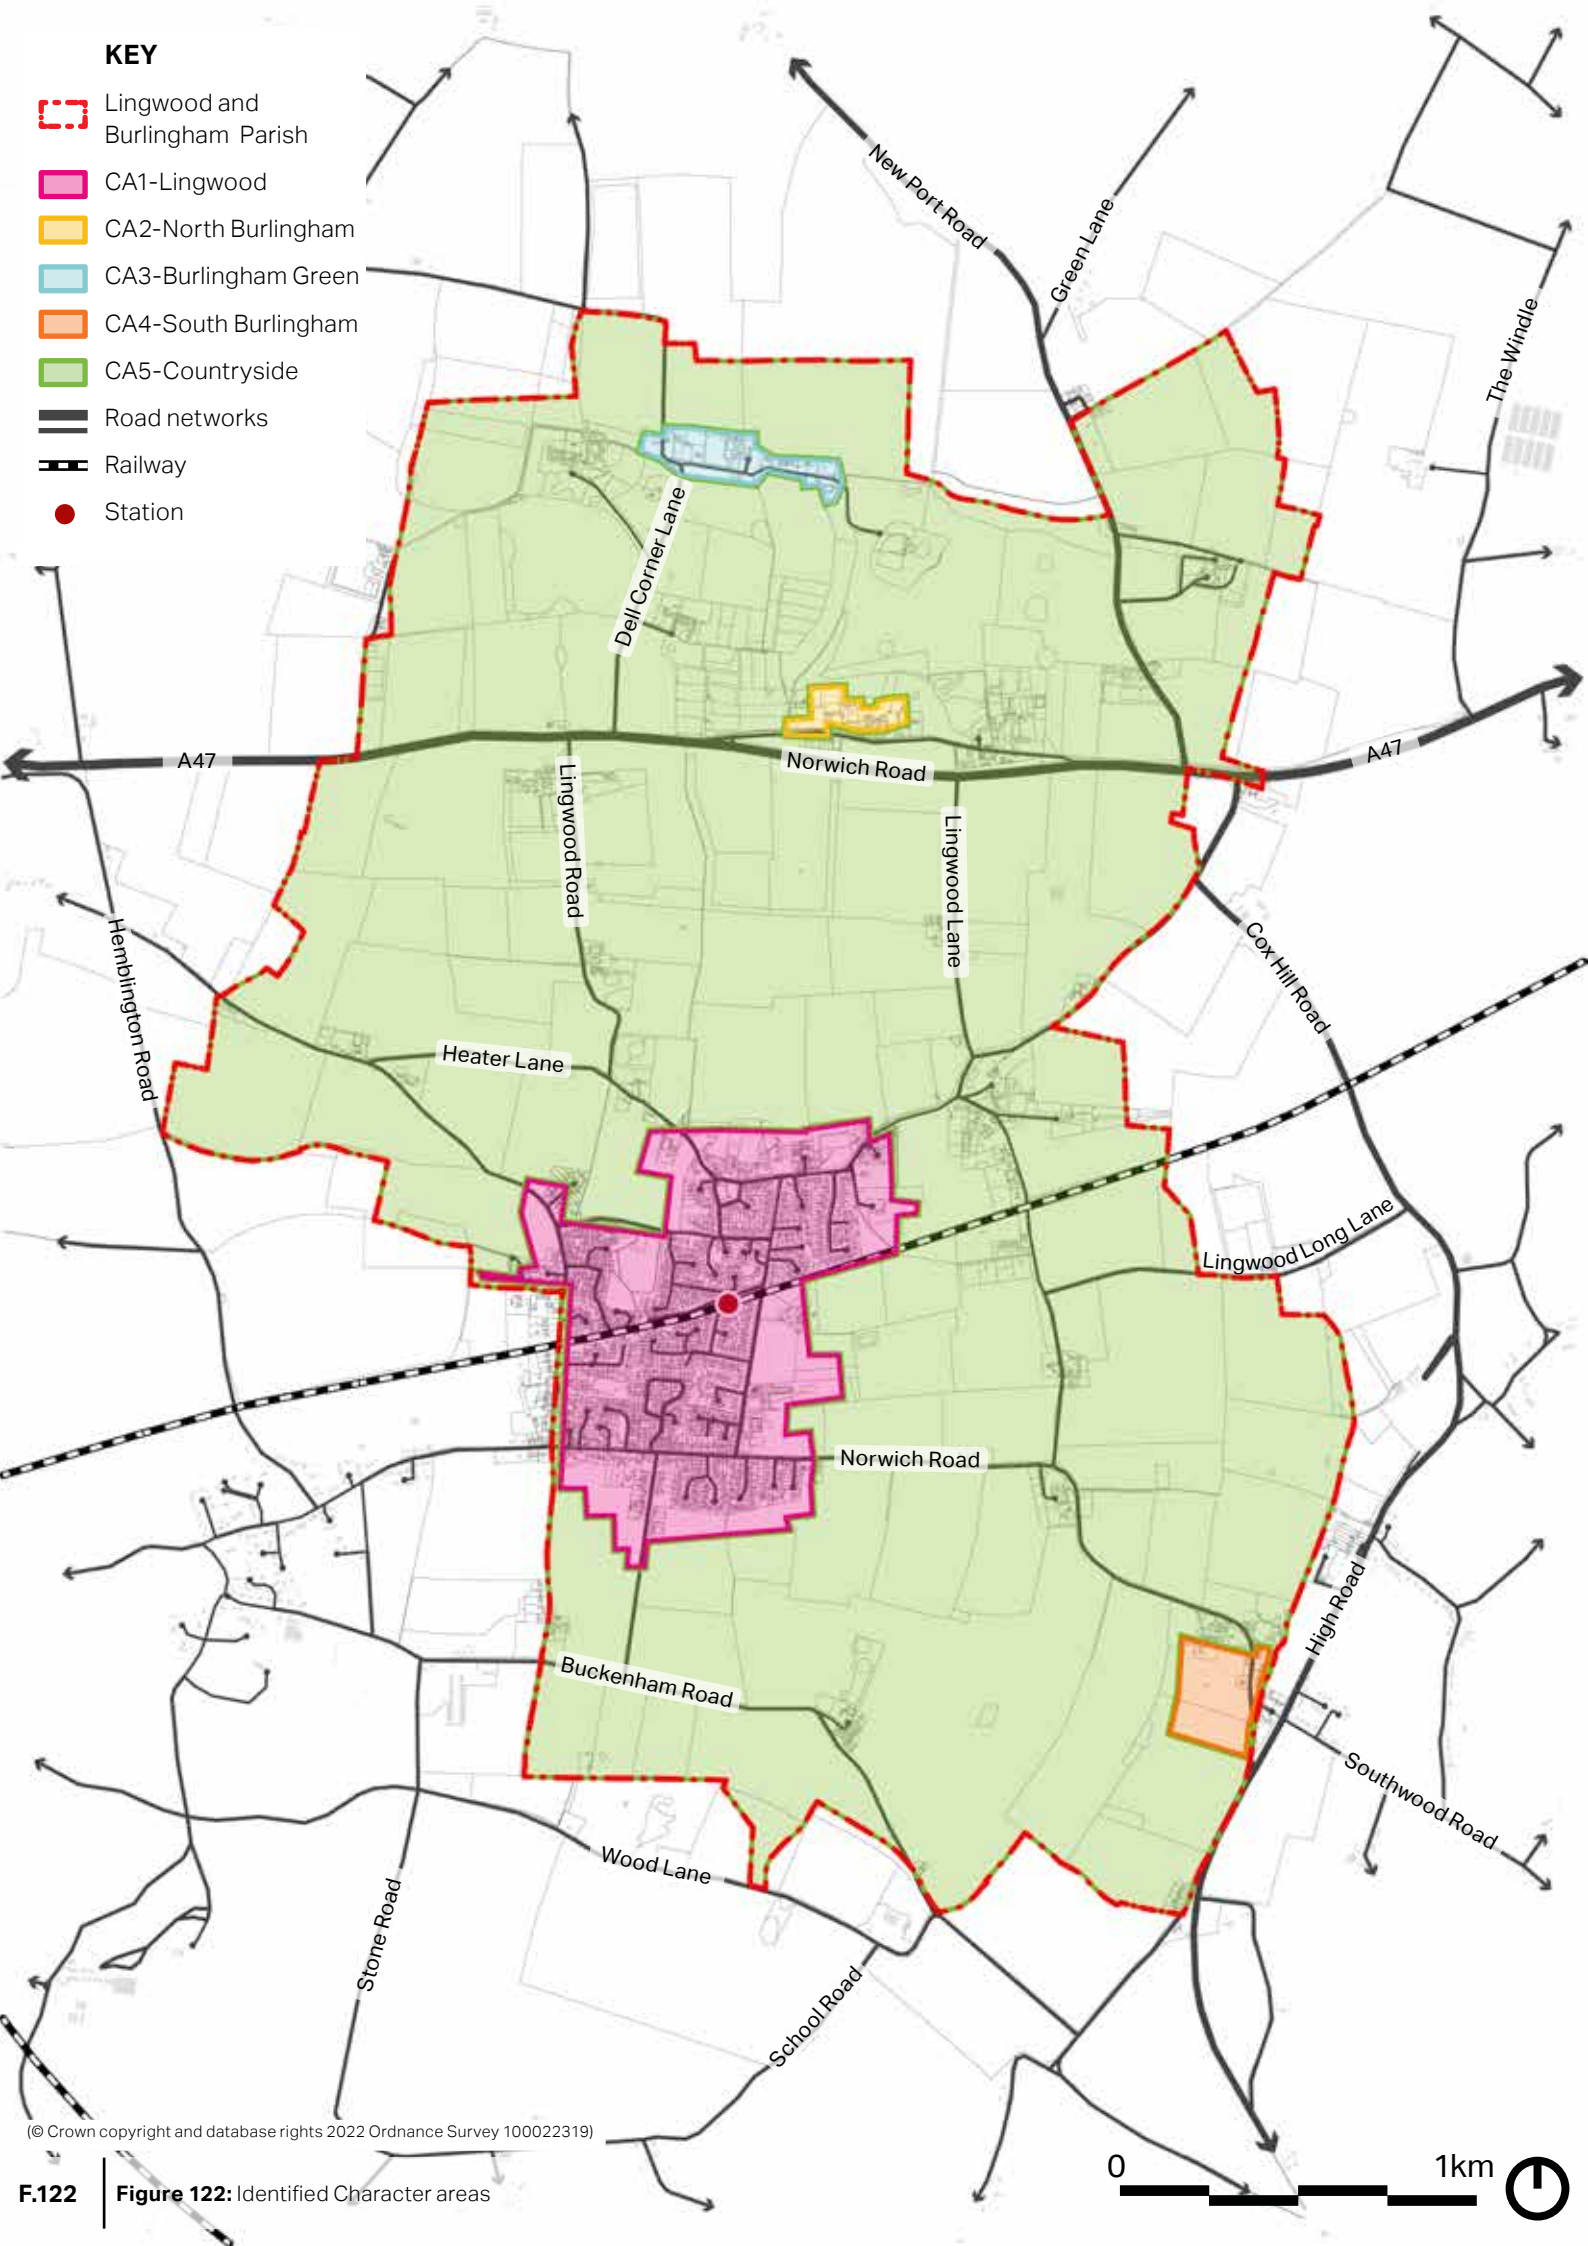 KEY
Lingwood and
Burlingham Parish
CA1-Lingwood
CA2-North Burlingham
CA3-Burlingham Green
CA4-South Burlingham
CA5-Countryside
Road networks
Railway
Station
New Port Road
Green Lane
The Windle
Dell Corner Lane
A47
Norwich Road
A47
Lingwood Road
Lingwood Lane
Hemblington Road
Cox Hill Road
Heater Lane
Lingwood Long Lane
Norwich Road
High Road
Buckenham Road
Southwood Road
Wood Lane
Stone Road
School Road
(© Crown copyright and database rights 2022 Ordnance Survey 100022319)
0 1km
F.122 Figure 122: Identified Character areas